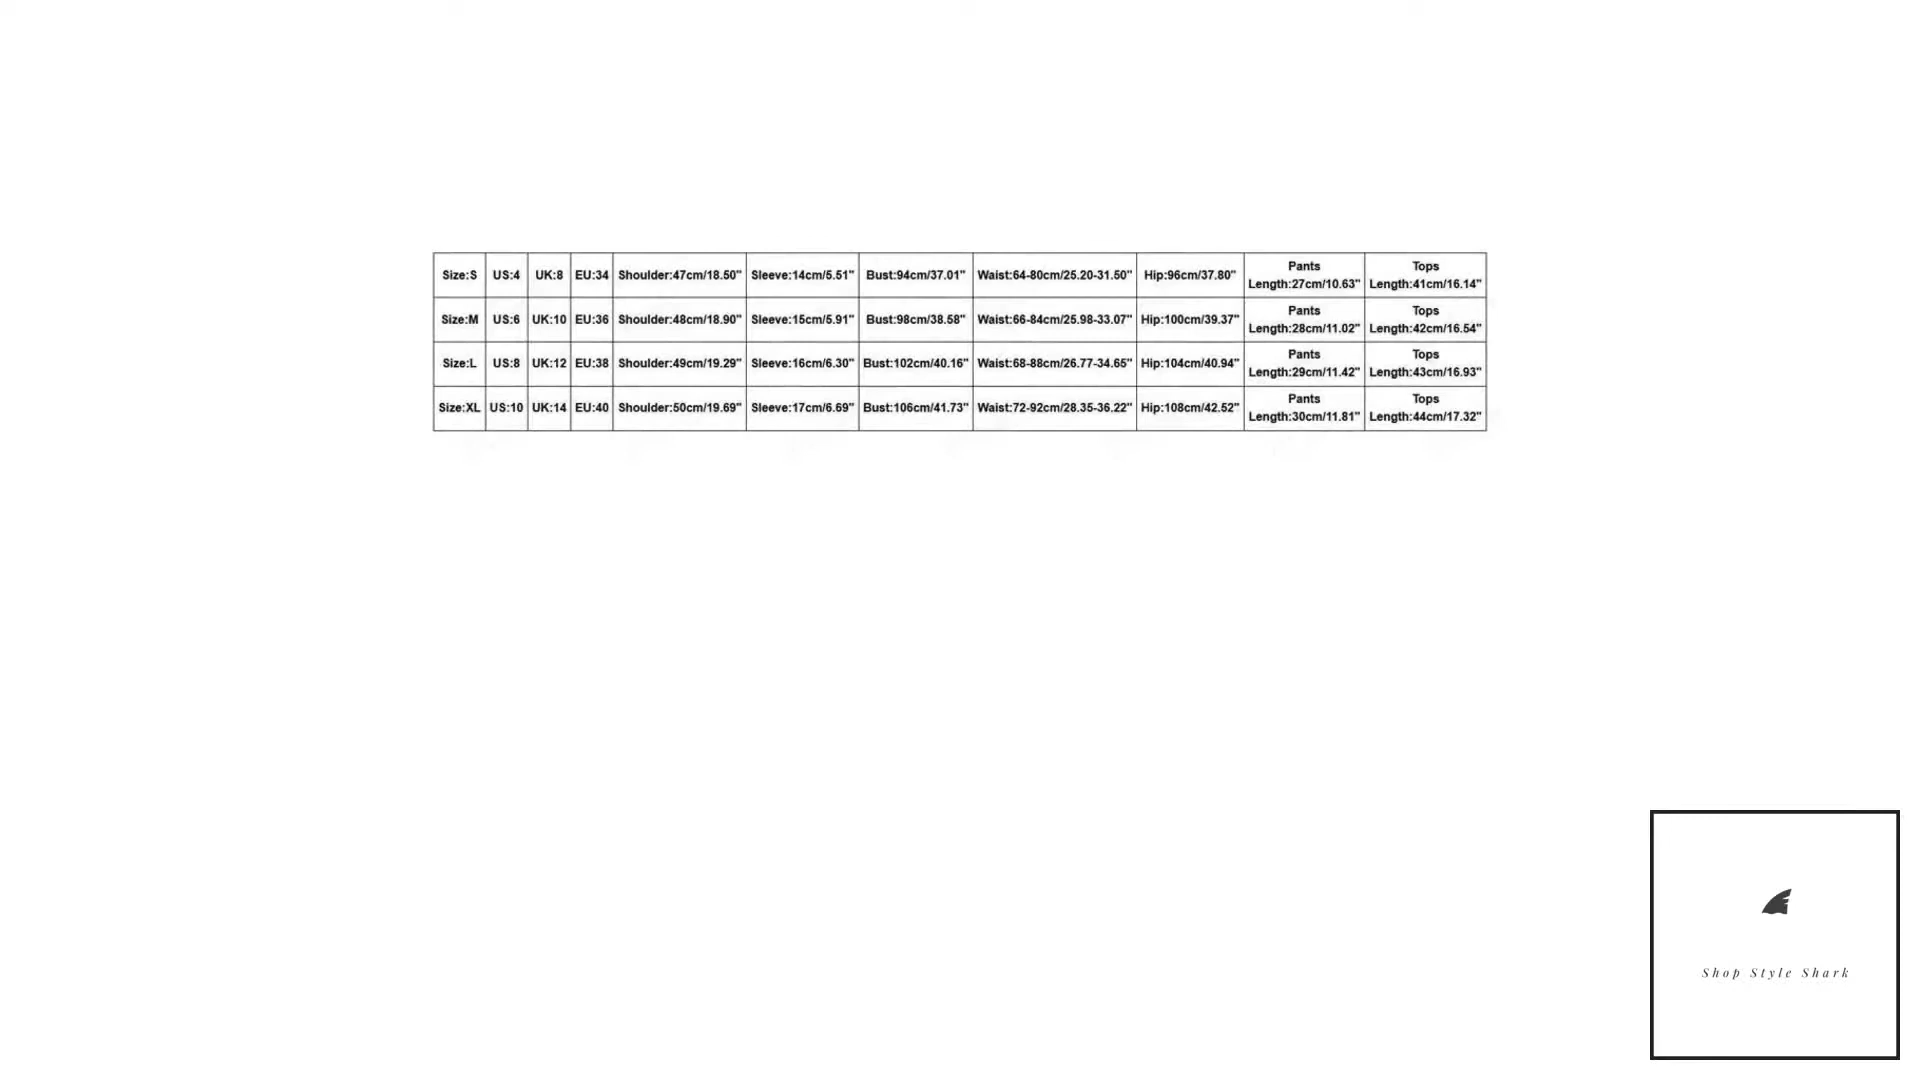 Size:S US:4 UK:8 EU:34 Shoulder:47cm/18.50" Sleeve:14cm/5.51" Bust:94cm/37.01" Waist:64-80cm/25.20-31.50" Hip:96cm/37.80" Pants Length:27cm/10.63" Tops Length:41cm/16.14"
Size:M US:6 UK:10 EU:36 Shoulder:48cm/18.90" Sleeve:15cm/5.91" Bust:98cm/38.58" Waist:66-84cm/25.98-33.07" Hip:100cm/39.37" Pants Length:28cm/11.02" Tops Length:42cm/16.54"
Size:L US:8 UK:12 EU:38 Shoulder:49cm/19.29" Sleeve:16cm/6.30" Bust:102cm/40.16" Waist:68-88cm/26.77-34.65" Hip:104cm/40.94" Pants Length:29cm/11.42" Tops Length:43cm/16.93"
Size:XL US:10 UK:14 EU:40 Shoulder:50cm/19.69" Sleeve:17cm/6.69" Bust:106cm/41.73" Waist:72-92cm/28.35-36.22" Hip:108cm/42.52" Pants Length:30cm/11.81" Tops Length:44cm/17.32"
Shop Style Shark